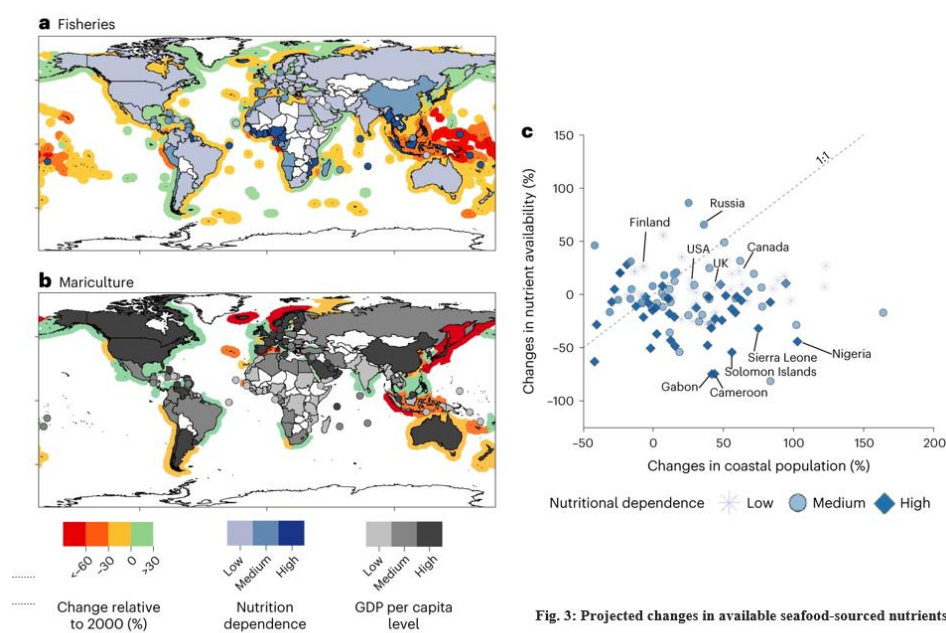 a Fisheries
b Mariculture
<-60
-30
0
>30
Change relative
to 2000 (%)
Low
Medium
High
Nutrition
dependence
Low
Medium
High
GDP per capita
level
c
150
100
50
0
−50
−100
Changes in nutrient availability (%)
−50
0
50
100
150
200
Changes in coastal population (%)
1:1
Russia
Finland
USA
Canada
UK
Sierra Leone
Nigeria
Solomon Islands
Gabon
Cameroon
Nutritional dependence Low Medium High
Fig. 3: Projected changes in available seafood-sourced nutrients